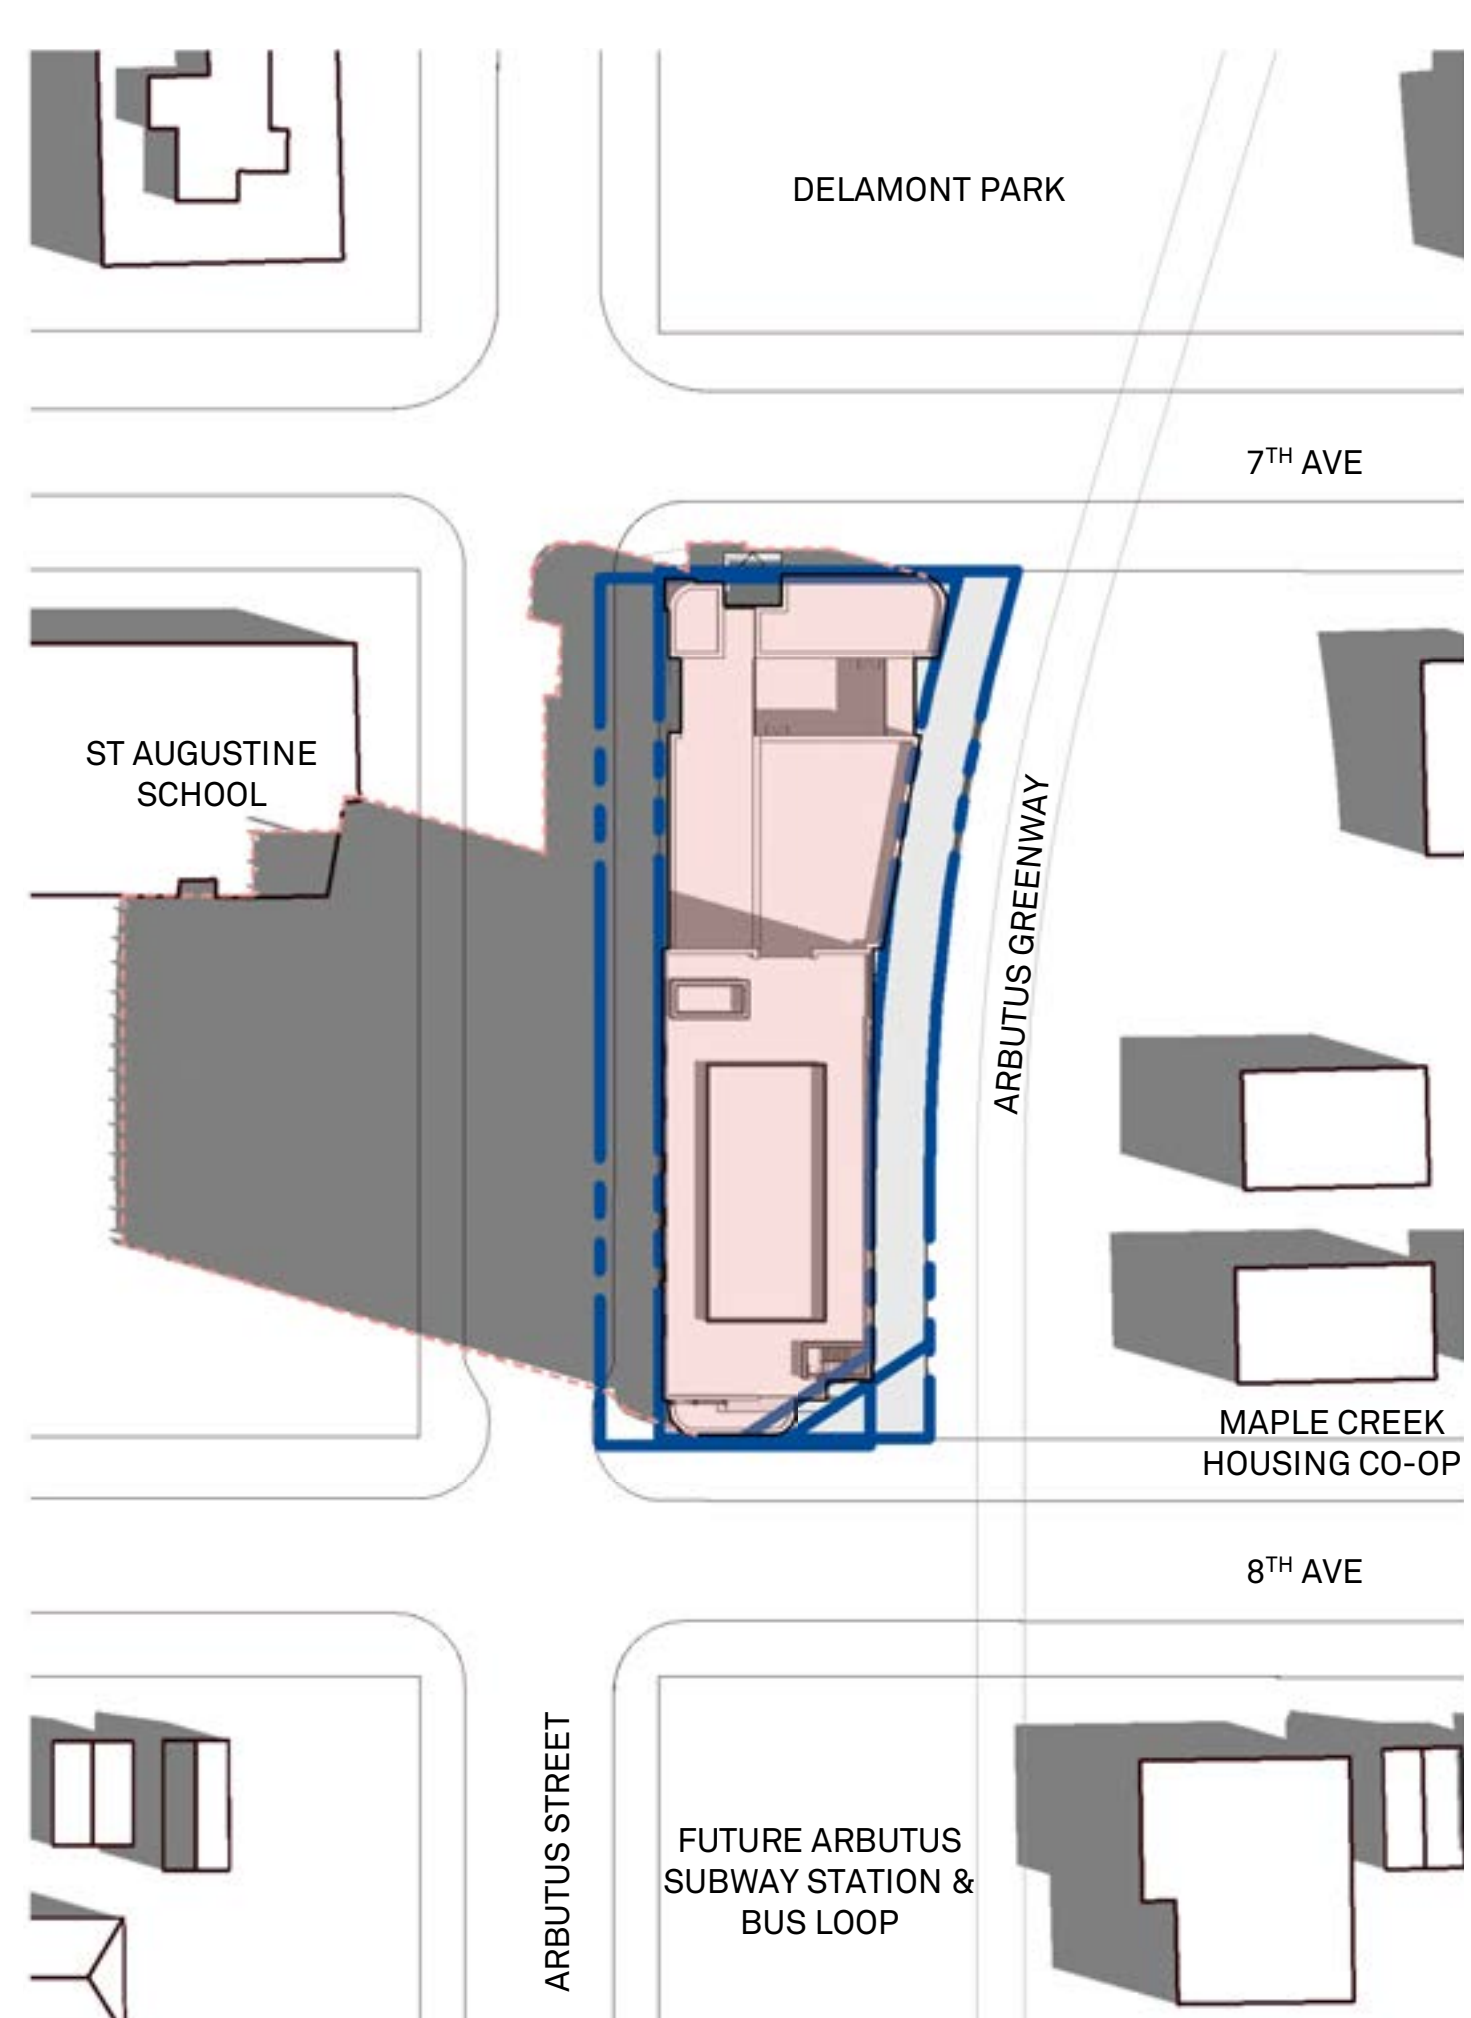 DELAMONT PARK
7TH AVE
ST AUGUSTINE
SCHOOL
ARBUTUS GREENWAY
MAPLE CREEK
HOUSING CO-OP
8TH AVE
ARBUTUS STREET
FUTURE ARBUTUS
SUBWAY STATION &
BUS LOOP